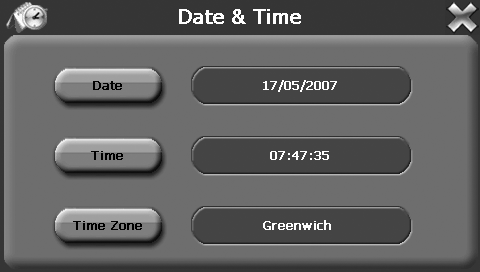 Date & Time
Date 17/05/2007
Time 07:47:35
Time Zone Greenwich